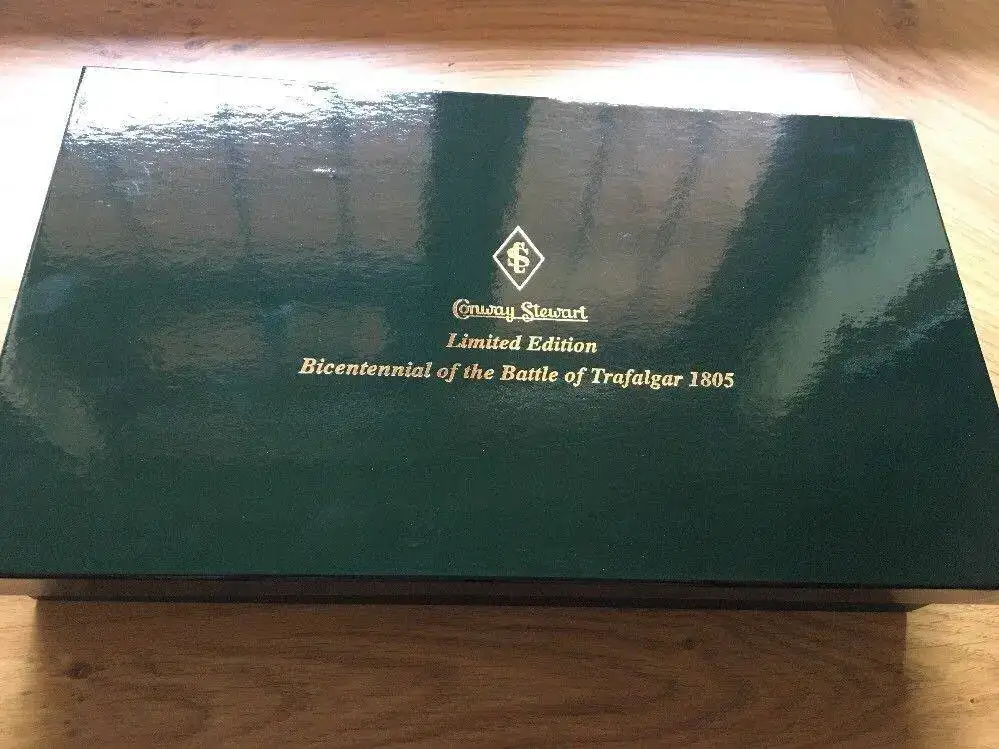 CS
Conway Stewart
Limited Edition
Bicentennial of the Battle of Trafalgar 1805